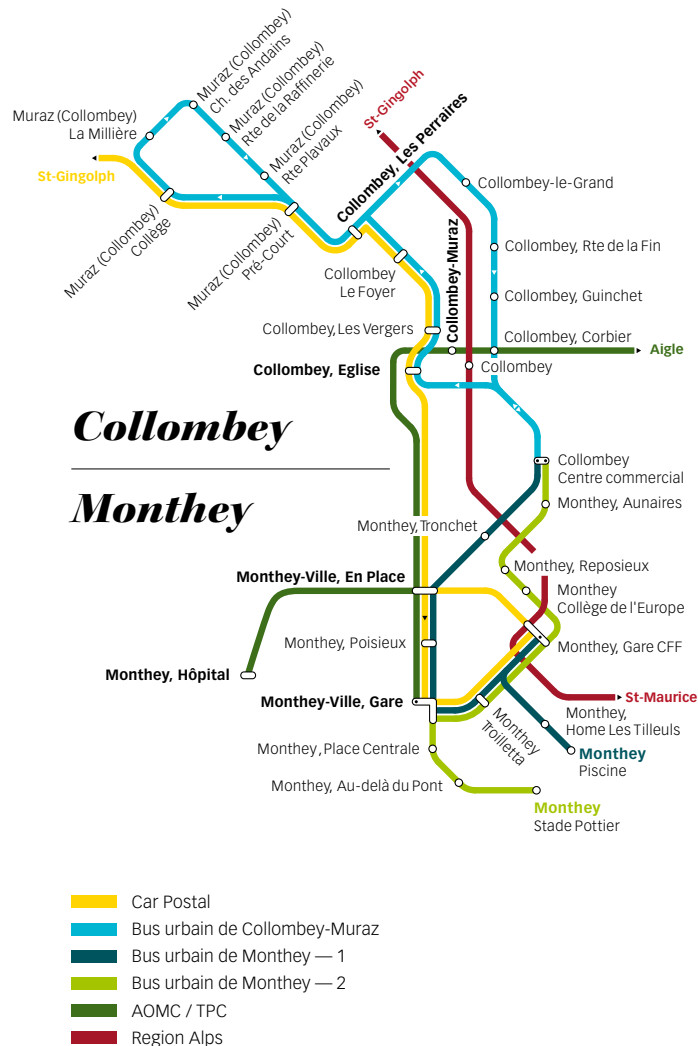 Muraz (Collombey)
Ch. des Andains
Muraz (Collombey)
Rte de la Raffinerie
Muraz (Collombey)
Rte Plavaux
Muraz (Collombey)
La Millière
St-Gingolph
St-Gingolph
Collombey, Les Perraires
Collombey-le-Grand
Muraz (Collombey)
Collège
Muraz (Collombey)
Pré-Court
Collombey
Le Foyer
Collombey-Muraz
Collombey, Rte de la Fin
Collombey, Guinchet
Collombey, Les Vergers
Collombey, Corbier
Aigle
Collombey, Eglise
Collombey
Collombey
Monthey
Collombey
Centre commercial
Monthey, Aunaires
Monthey, Tronchet
Monthey, Reposieux
Monthey-Ville, En Place
Monthey
Collège de l'Europe
Monthey, Poisieux
Monthey, Gare CFF
Monthey, Hôpital
Monthey-Ville, Gare
St-Maurice
Monthey,
Home Les Tilleuls
Monthey
Troilletta
Monthey, Place Centrale
Monthey
Piscine
Monthey, Au-delà du Pont
Monthey
Stade Pottier
Car Postal
Bus urbain de Collombey-Muraz
Bus urbain de Monthey — 1
Bus urbain de Monthey — 2
AOMC / TPC
Region Alps